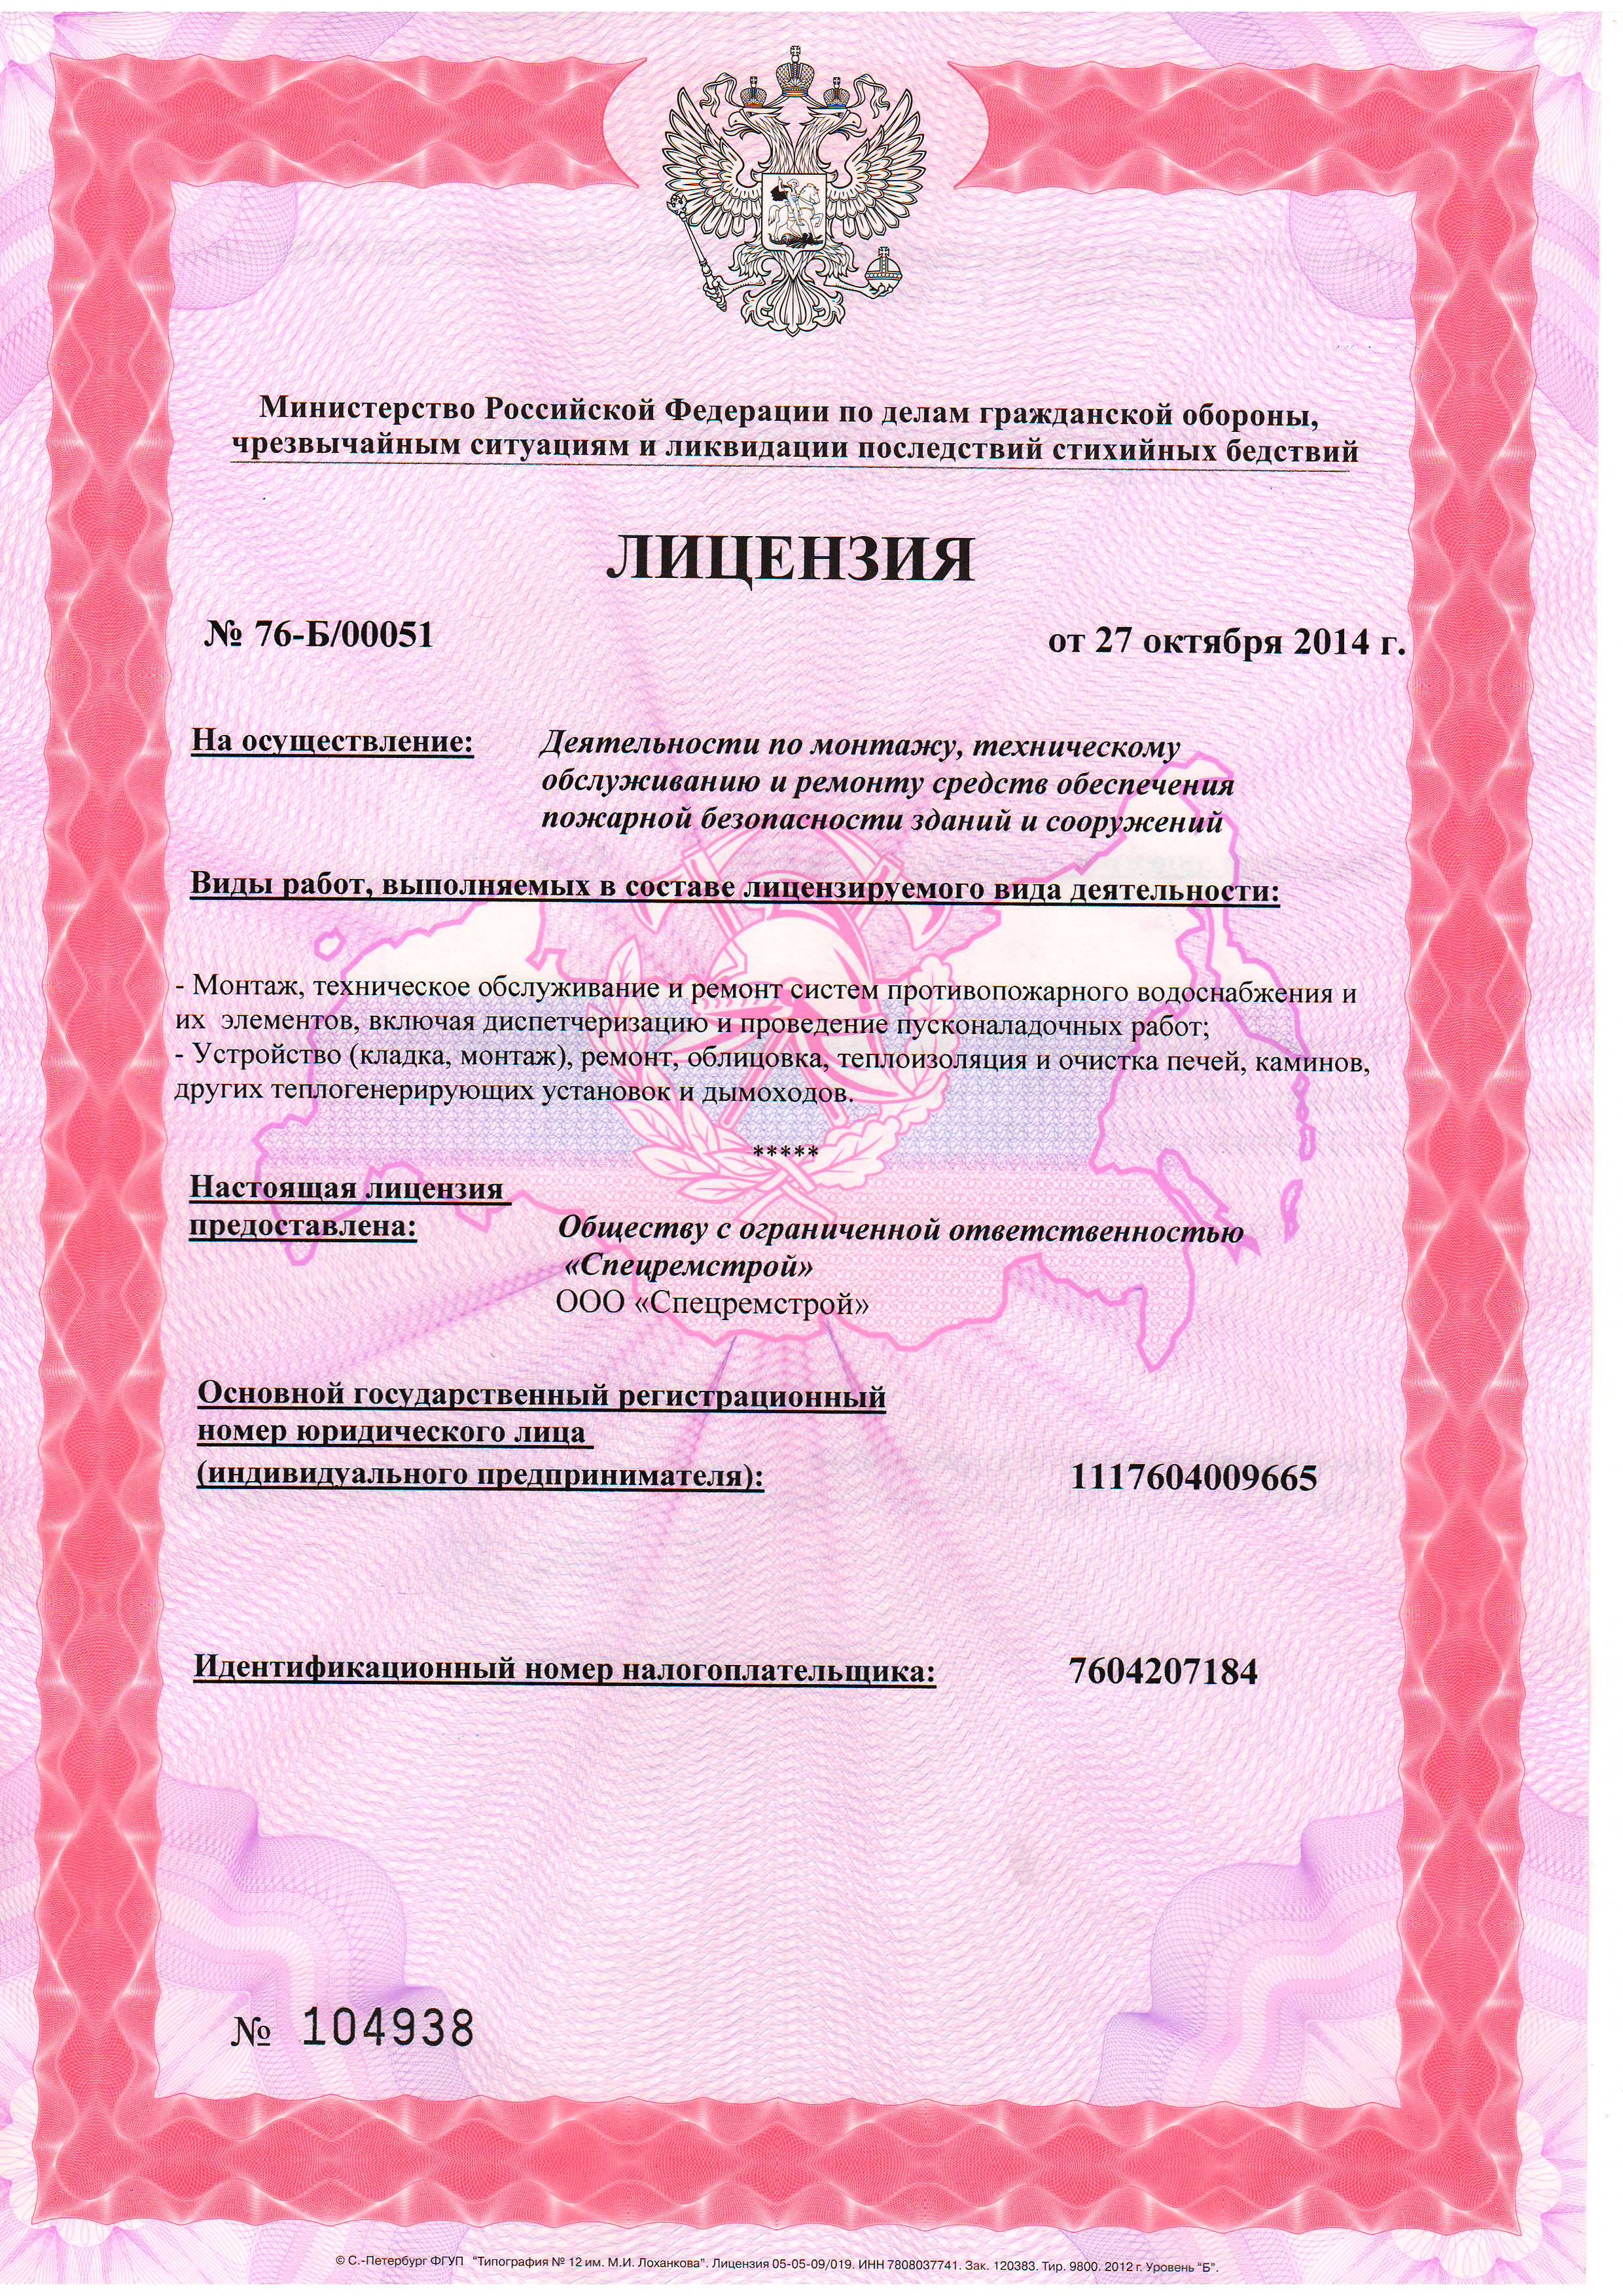 Министерство Российской Федерации по делам гражданской обороны,
чрезвычайным ситуациям и ликвидации последствий стихийных бедствий
ЛИЦЕНЗИЯ
№ 76-Б/00051 от 27 октября 2014 г.
На осуществление: Деятельности по монтажу, техническому
обслуживанию и ремонту средств обеспечения
пожарной безопасности зданий и сооружений
Виды работ, выполняемых в составе лицензируемого вида деятельности:
- Монтаж, техническое обслуживание и ремонт систем противопожарного водоснабжения и
их элементов, включая диспетчеризацию и проведение пусконаладочных работ;
- Устройство (кладка, монтаж), ремонт, облицовка, теплоизоляция и очистка печей, каминов,
других теплогенерирующих установок и дымоходов.
*****
Настоящая лицензия
предоставлена: Обществу с ограниченной ответственностью
«Спецремстрой»
ООО «Спецремстрой»
Основной государственный регистрационный
номер юридического лица
(индивидуального предпринимателя): 1117604009665
Идентификационный номер налогоплательщика: 7604207184
№ 104938
© С.-Петербург ФГУП "Типография № 12 им. М.И. Лоханкова". Лицензия 05-05-09/019. ИНН 7808037741. Зак. 120383. Тир. 9800. 2012 г. Уровень "Б".